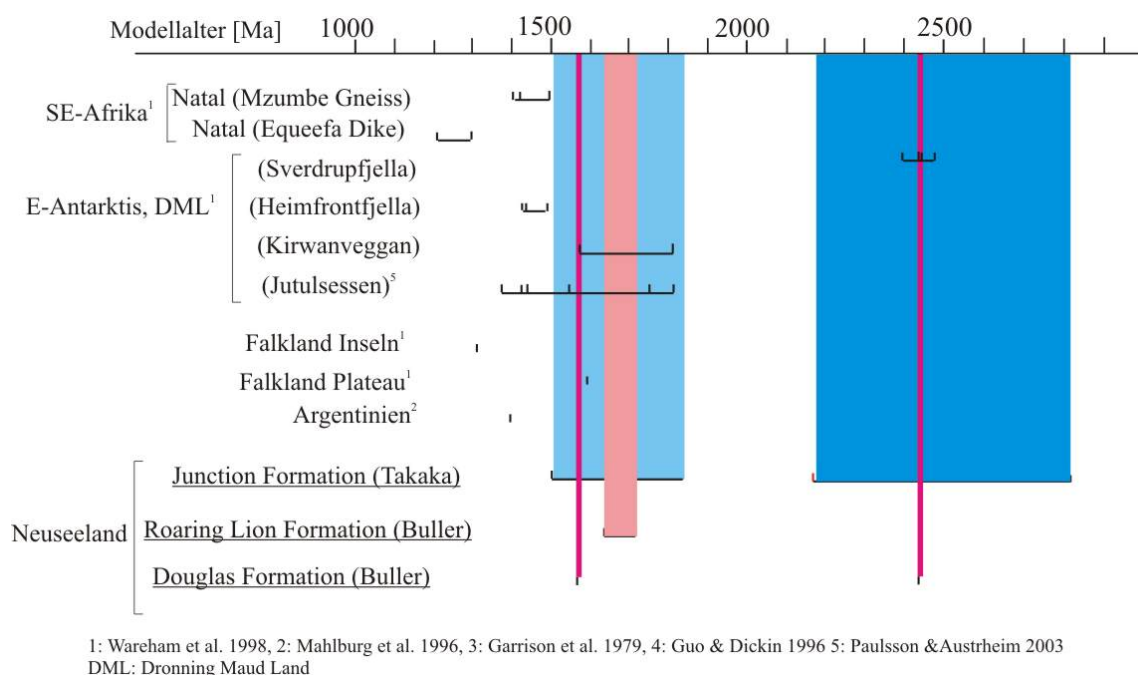 Modellalter [Ma] 1000 1500 2000 2500
SE-Afrika1
Natal (Mzumbe Gneiss)
Natal (Equeefa Dike)
E-Antarktis, DML1
(Sverdrupfjella)
(Heimfrontfjella)
(Kirwanveggan)
(Jutulsessen)5
Falkland Inseln1
Falkland Plateau1
Argentinien2
Neuseeland
Junction Formation (Takaka)
Roaring Lion Formation (Buller)
Douglas Formation (Buller)
1: Wareham et al. 1998, 2: Mahlburg et al. 1996, 3: Garrison et al. 1979, 4: Guo & Dickin 1996 5: Paulsson &Austrheim 2003
DML: Dronning Maud Land